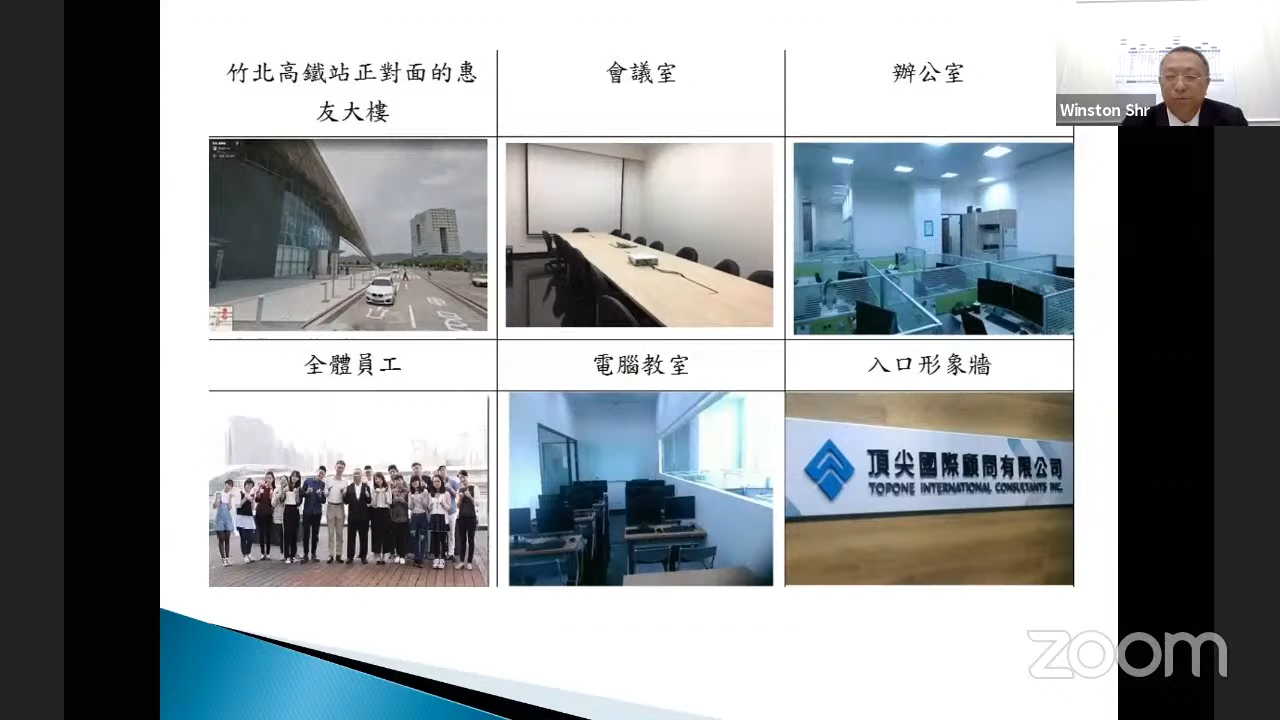 竹北高鐵站正對面的惠
友大樓
會議室
辦公室
Winston Shr
全體員工
電腦教室
入口形象牆
頂尖國際顧問有限公司
TOPONE INTERNATIONAL CONSULTANTS INC.
zoom